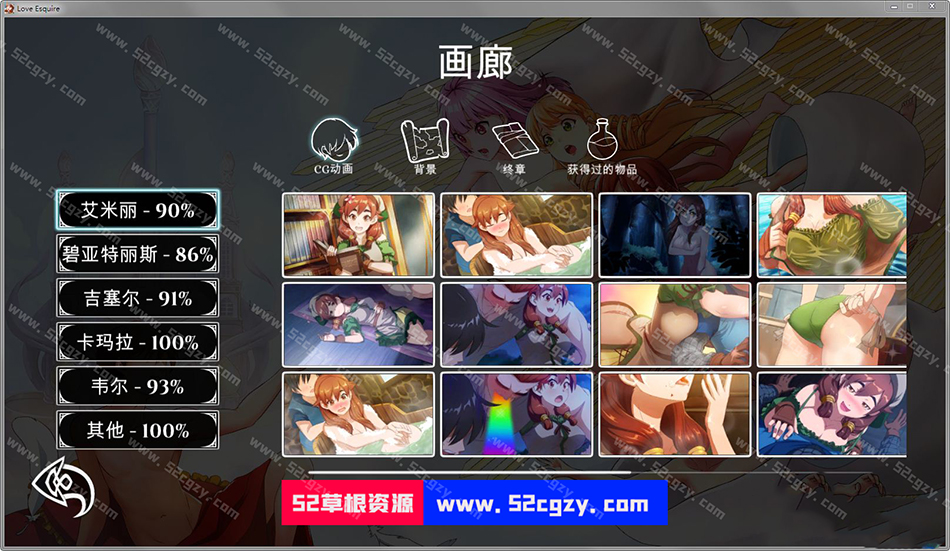 Love Esquire
画廊
CG动画
背景
终章
获得过的物品
艾米丽 - 90%
碧亚特丽斯 - 86%
吉塞尔 - 91%
卡玛拉 - 100%
韦尔 - 93%
其他 - 100%
52草根资源 www.52cgzy.com
www.52cgzy.com